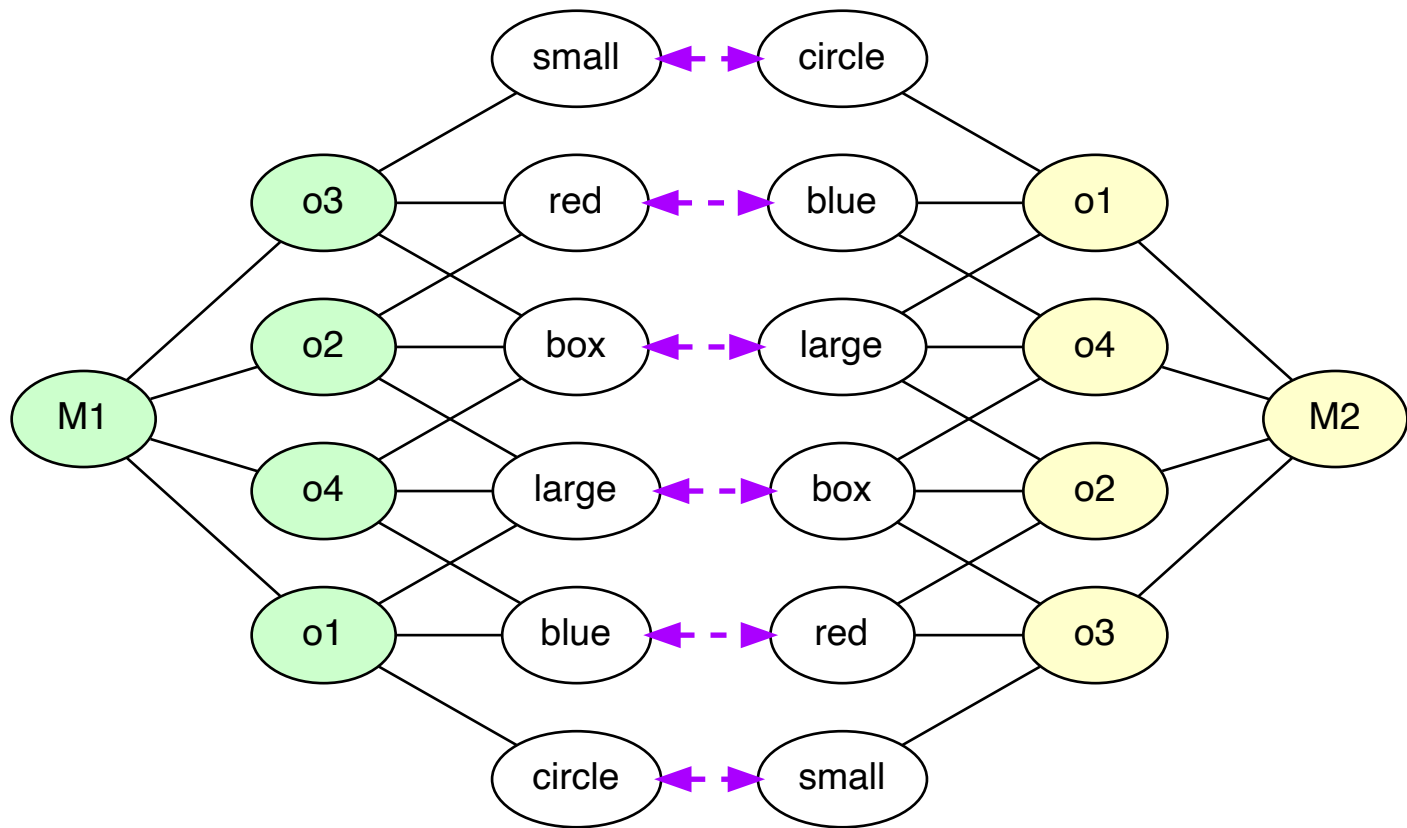 small circle
o3 red blue o1
o2 box large o4
M1 M2
o4 large box o2
o1 blue red o3
circle small